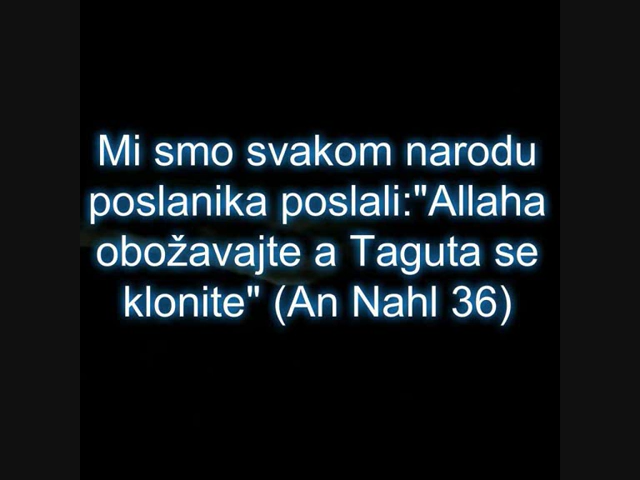 Mi smo svakom narodu
poslanika poslali:"Allaha
obožavajte a Taguta se
klonite" (An Nahl 36)